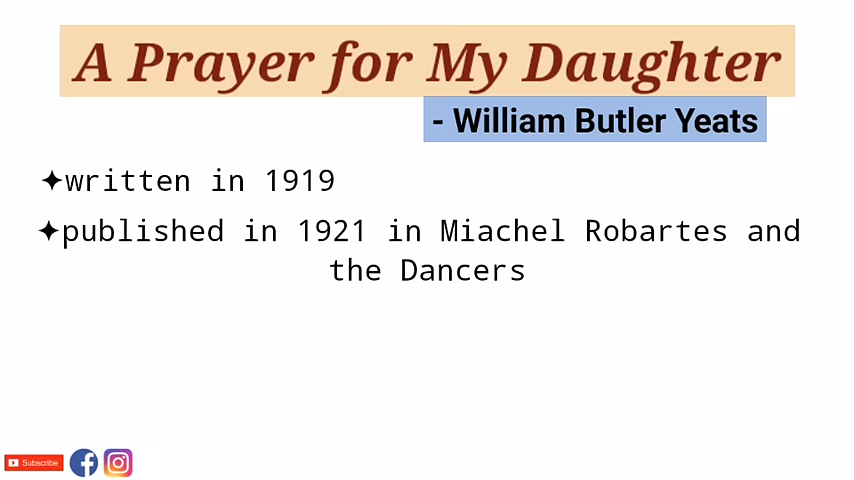 A Prayer for My Daughter
- William Butler Yeats
✦written in 1919
✦published in 1921 in Miachel Robartes and
the Dancers
Subscribe